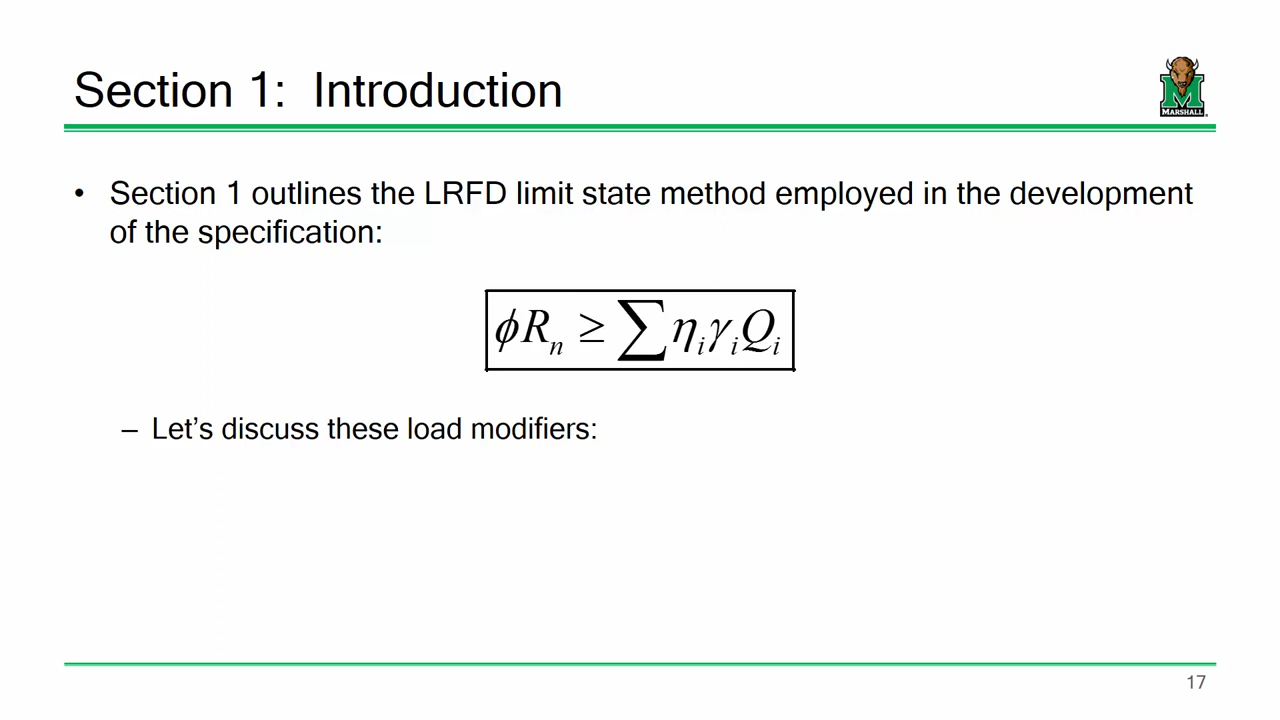 Section 1:  Introduction
MARSHALL
• Section 1 outlines the LRFD limit state method employed in the development
of the specification:
ϕRₙ ≥ ∑ηᵢγᵢQᵢ
– Let’s discuss these load modifiers:
17